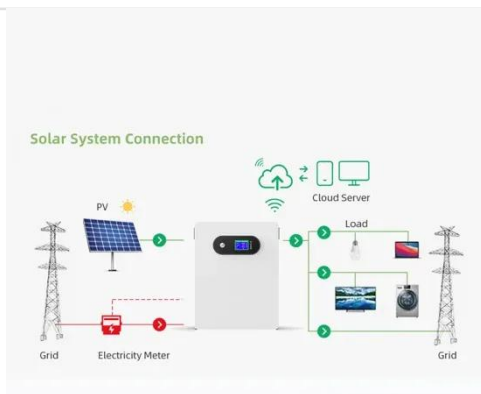 Solar System Connection
Cloud Server
PV
Load
Grid
Electricity Meter
Grid